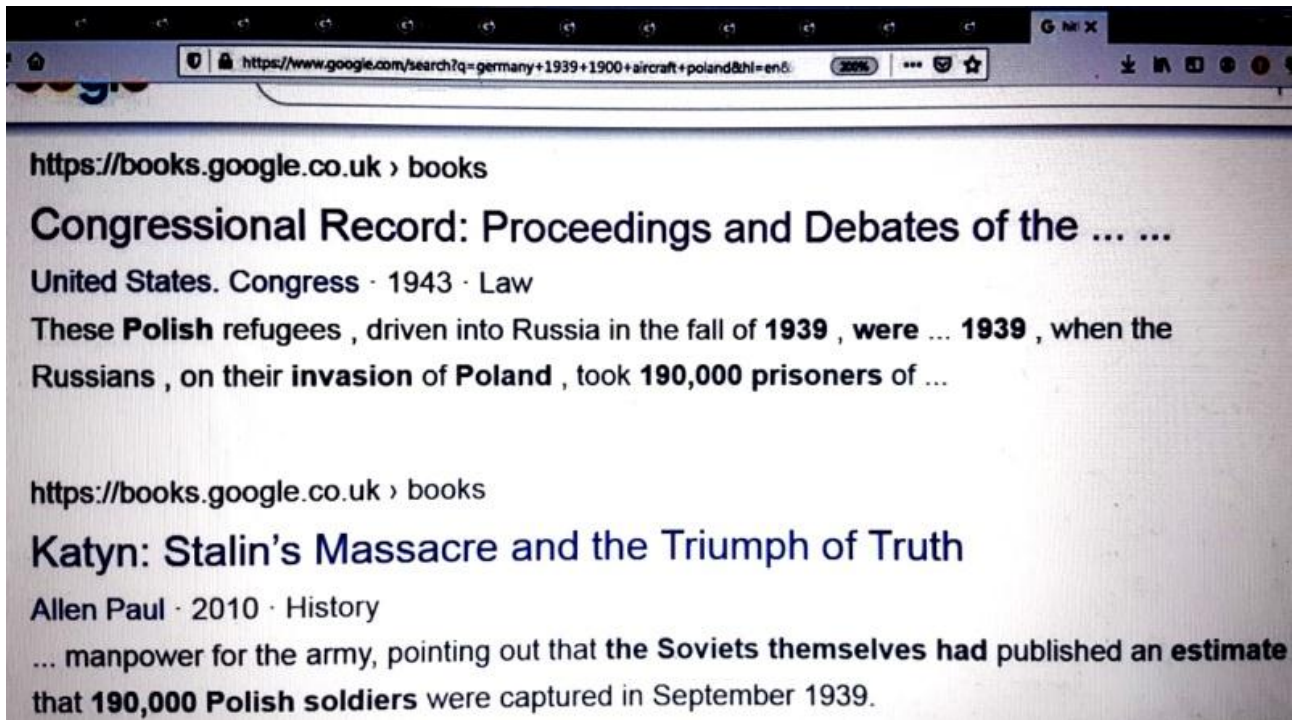 https://www.google.com/search?q=germany+1939+1900+aircraft+poland&hl=en&
200%
https://books.google.co.uk › books
Congressional Record: Proceedings and Debates of the ... ...
United States. Congress · 1943 · Law
These Polish refugees , driven into Russia in the fall of 1939 , were ... 1939 , when the
Russians , on their invasion of Poland , took 190,000 prisoners of ...
https://books.google.co.uk › books
Katyn: Stalin's Massacre and the Triumph of Truth
Allen Paul · 2010 · History
... manpower for the army, pointing out that the Soviets themselves had published an estimate
that 190,000 Polish soldiers were captured in September 1939.